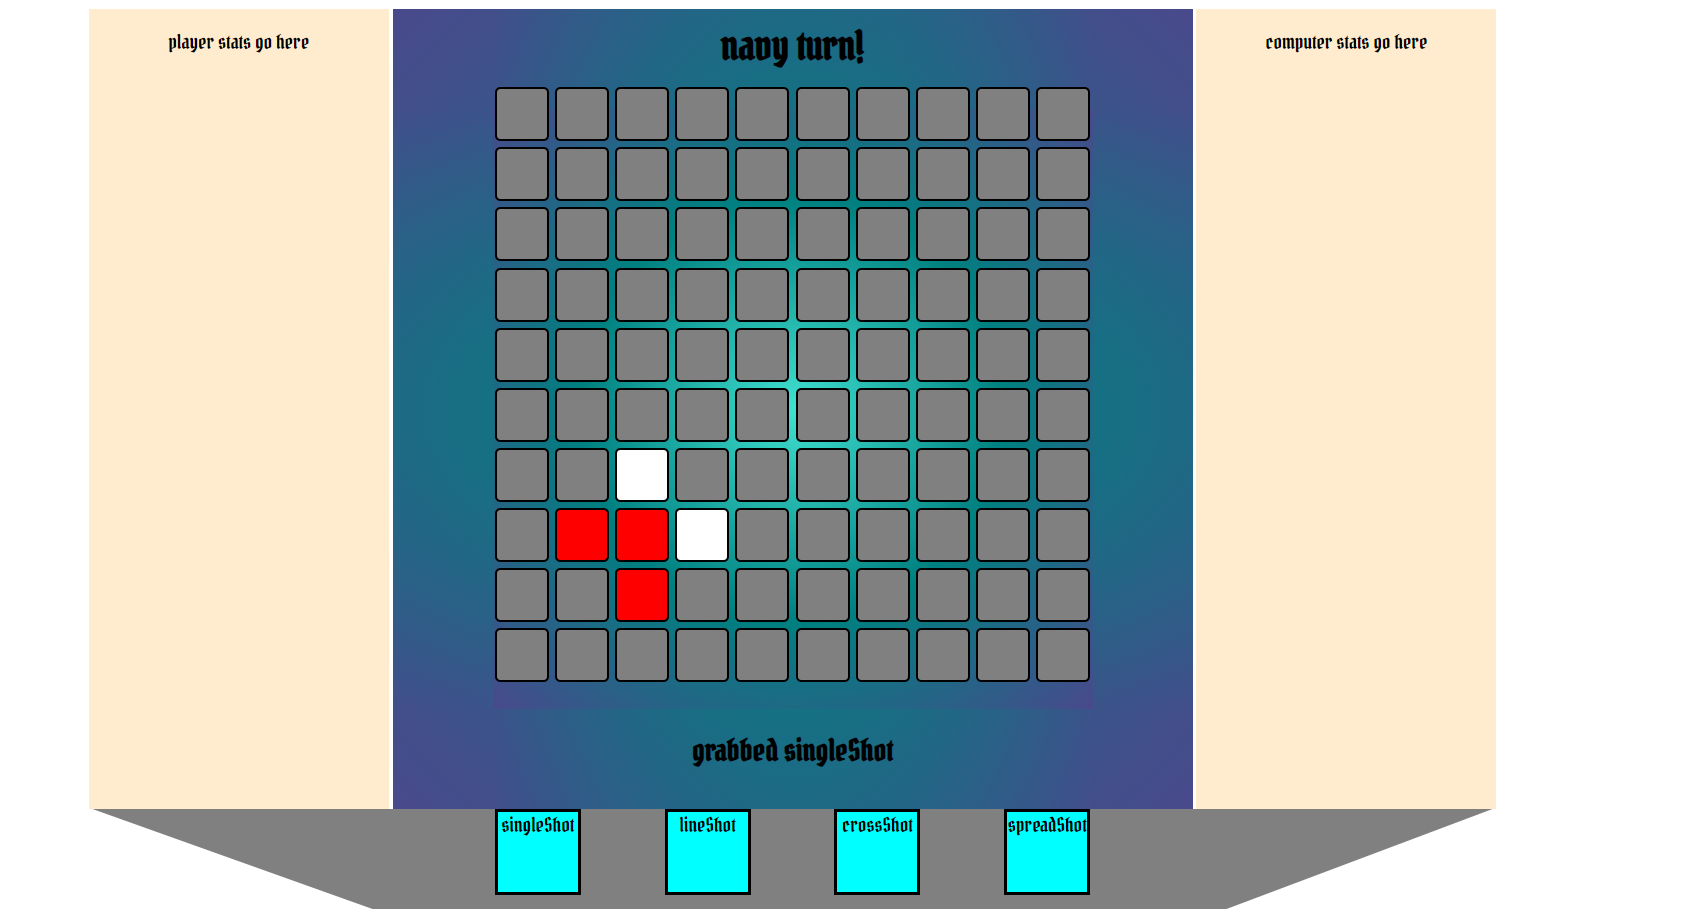 player stats go here
navy turn!
computer stats go here
grabbed singleShot
singleShot
lineShot
crossShot
spreadShot